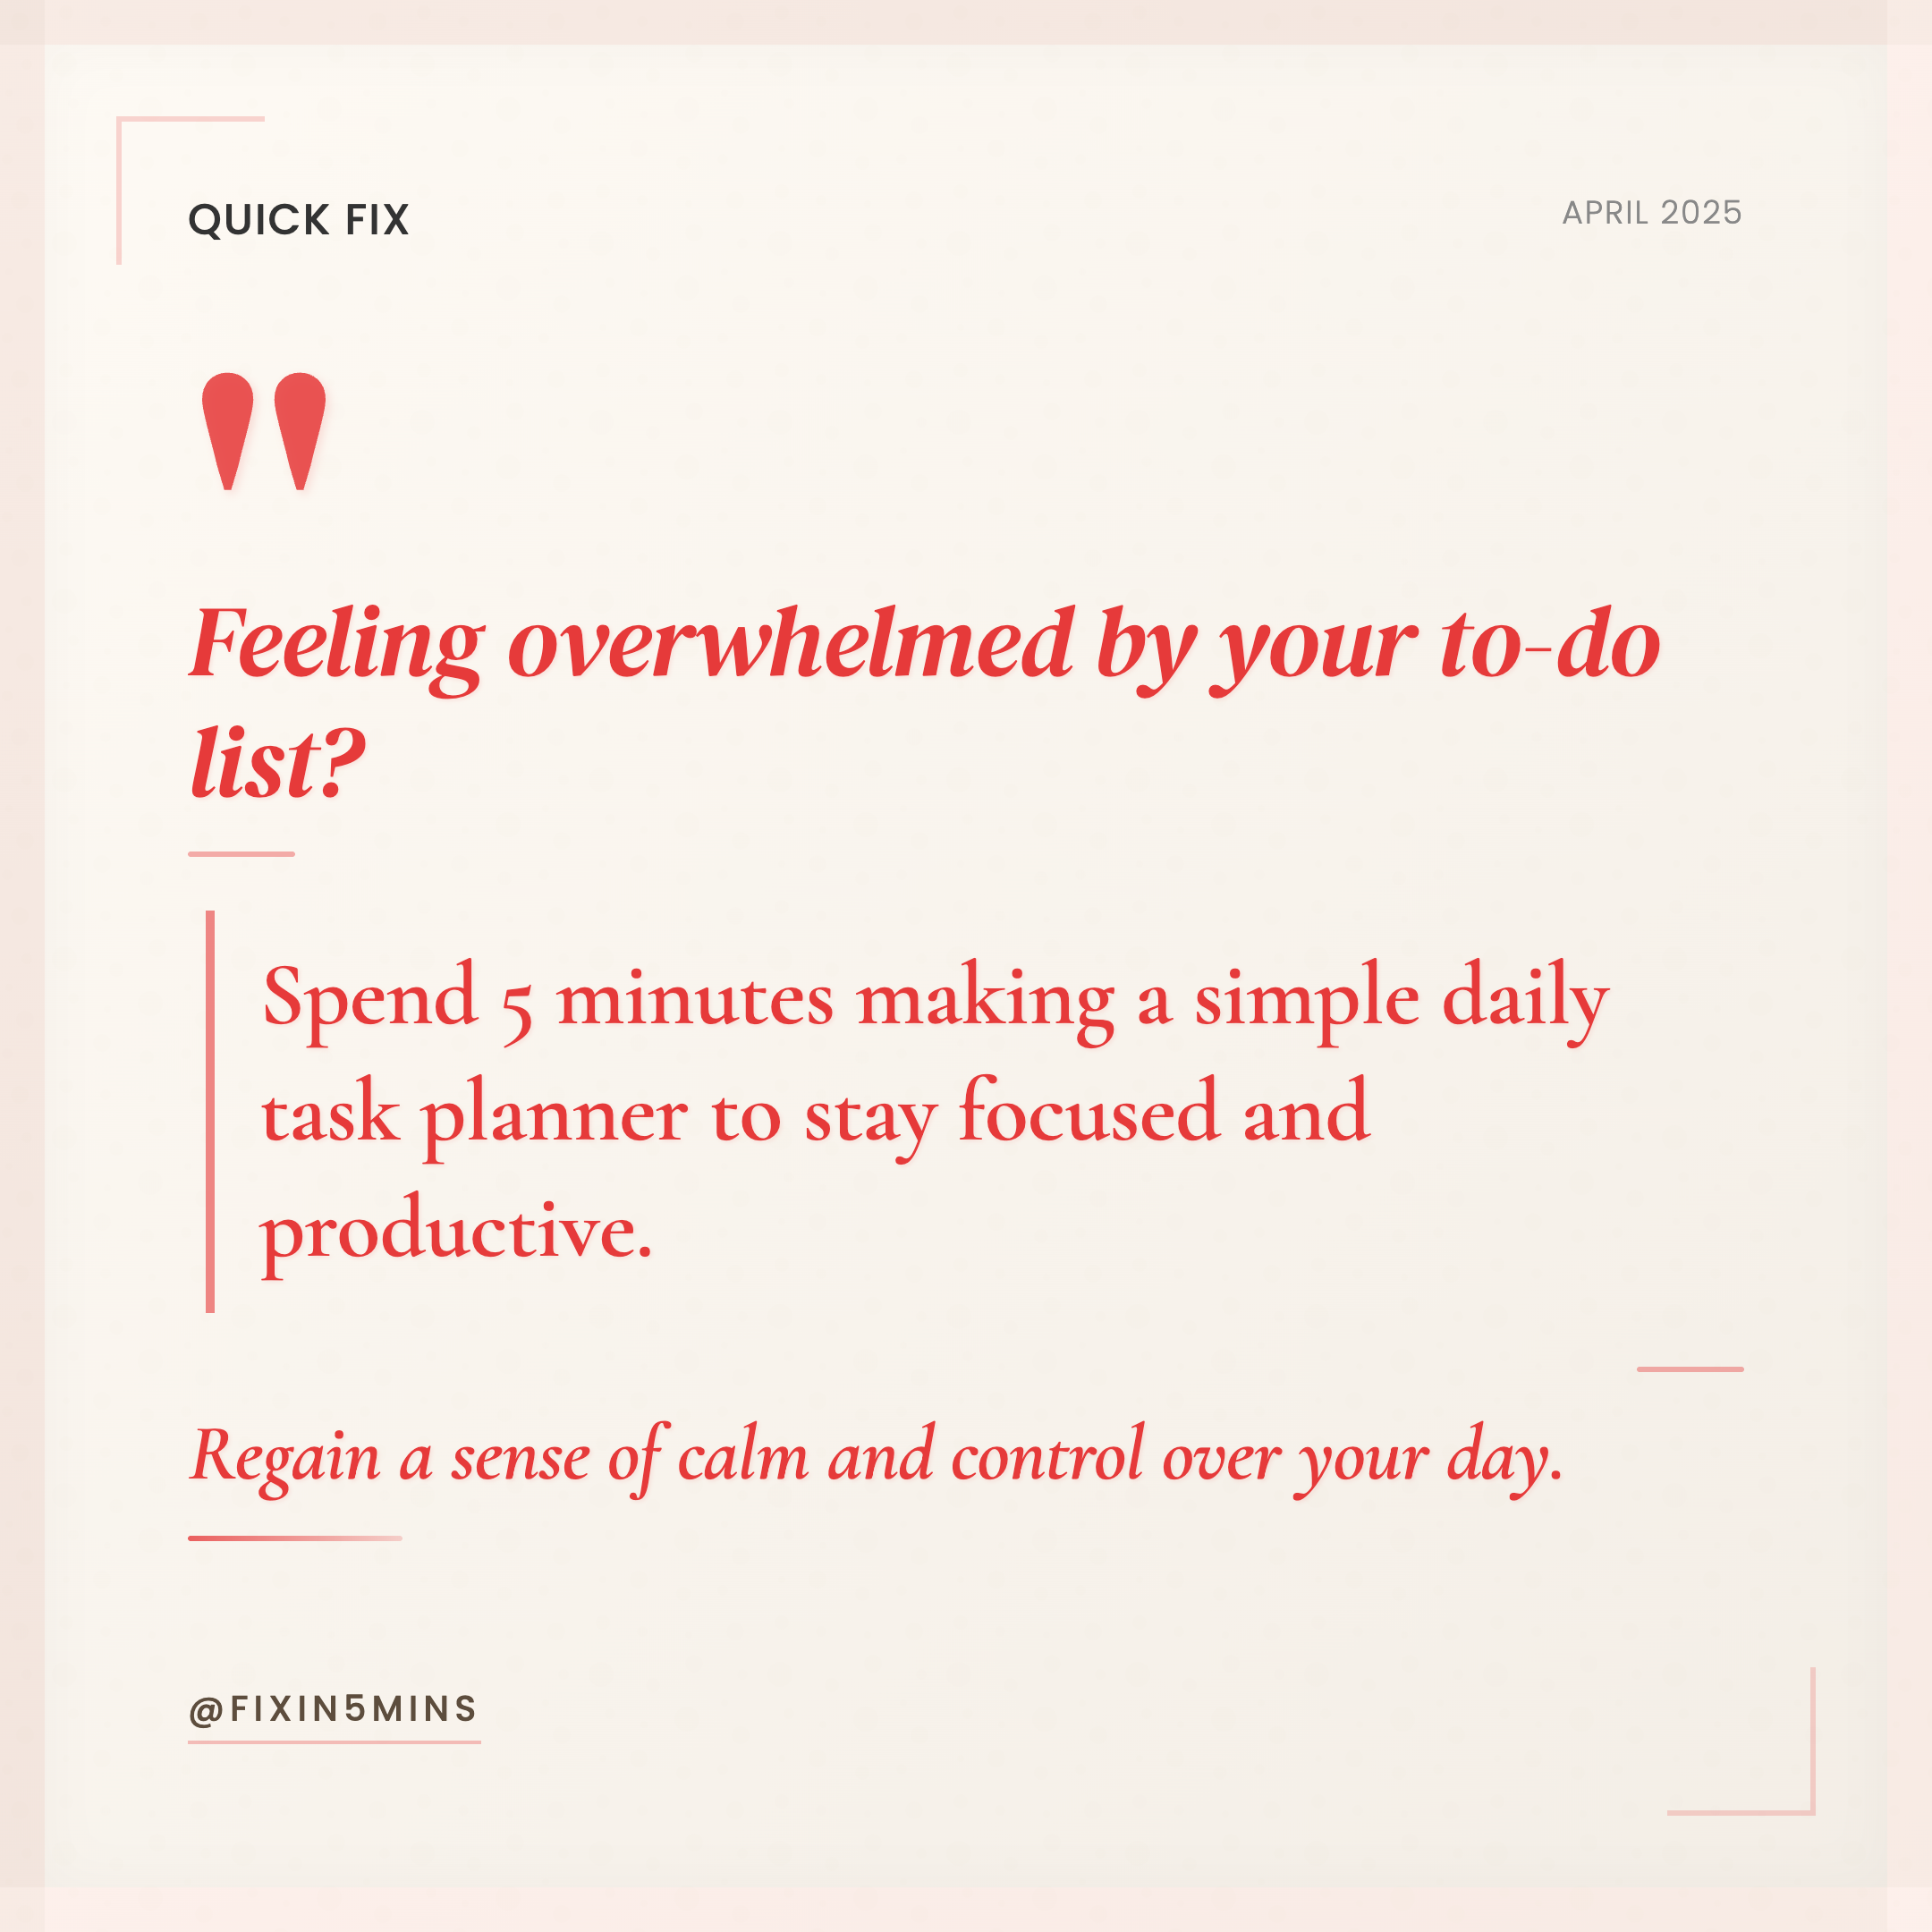 QUICK FIX
APRIL 2025
"
Feeling overwhelmed by your to-do
list?
Spend 5 minutes making a simple daily
task planner to stay focused and
productive.
Regain a sense of calm and control over your day.
@FIXIN5MINS